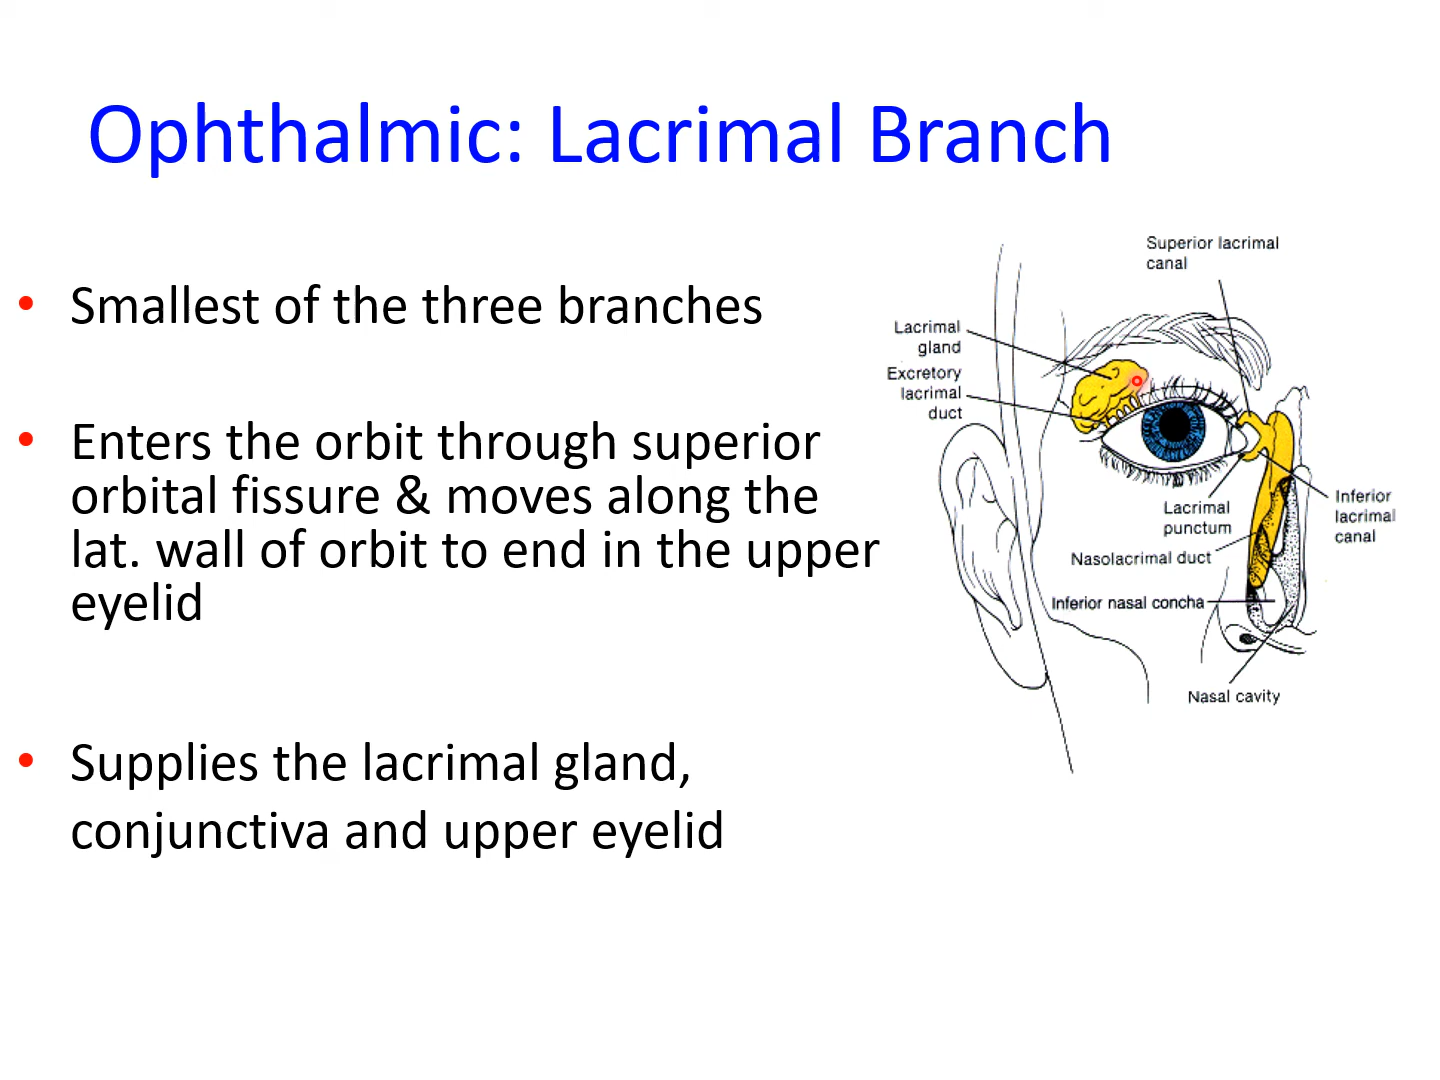 Ophthalmic: Lacrimal Branch
• Smallest of the three branches
• Enters the orbit through superior
orbital fissure & moves along the
lat. wall of orbit to end in the upper
eyelid
• Supplies the lacrimal gland,
conjunctiva and upper eyelid
Superior lacrimal
canal
Lacrimal
gland
Excretory
lacrimal
duct
Lacrimal
punctum
Inferior
lacrimal
canal
Nasolacrimal duct
Inferior nasal concha
Nasal cavity